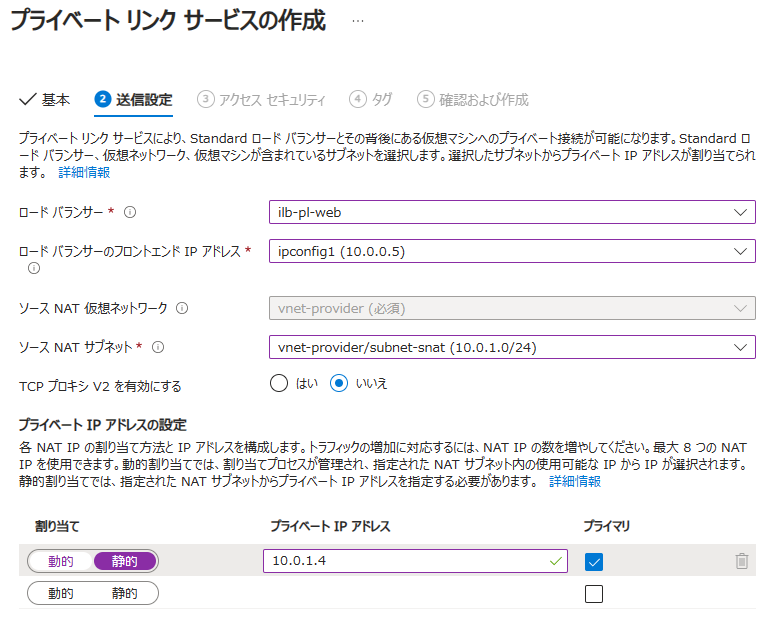 プライベート リンク サービスの作成 …
基本 2 送信設定 3 アクセス セキュリティ 4 タグ 5 確認および作成
プライベート リンク サービスにより、Standard ロード バランサーとその背後にある仮想マシンへのプライベート接続が可能になります。Standard ロ
ード バランサー、仮想ネットワーク、仮想マシンが含まれているサブネットを選択します。選択したサブネットからプライベート IP アドレスが割り当てられ
ます。 詳細情報
ロード バランサー * ilb-pl-web
ロード バランサーのフロントエンド IP アドレス * ipconfig1 (10.0.0.5)
ソース NAT 仮想ネットワーク vnet-provider (必須)
ソース NAT サブネット * vnet-provider/subnet-snat (10.0.1.0/24)
TCP プロキシ V2 を有効にする はい いいえ
プライベート IP アドレスの設定
各 NAT IP の割り当て方法と IP アドレスを構成します。トラフィックの増加に対応するには、NAT IP の数を増やしてください。最大 8 つの NAT
IP を使用できます。動的割り当てでは、割り当てプロセスが管理され、指定された NAT サブネット内の使用可能な IP から IP が選択されます。
静的割り当てでは、指定された NAT サブネットからプライベート IP アドレスを指定する必要があります。 詳細情報
割り当て プライベート IP アドレス プライマリ
動的 静的 10.0.1.4
動的 静的